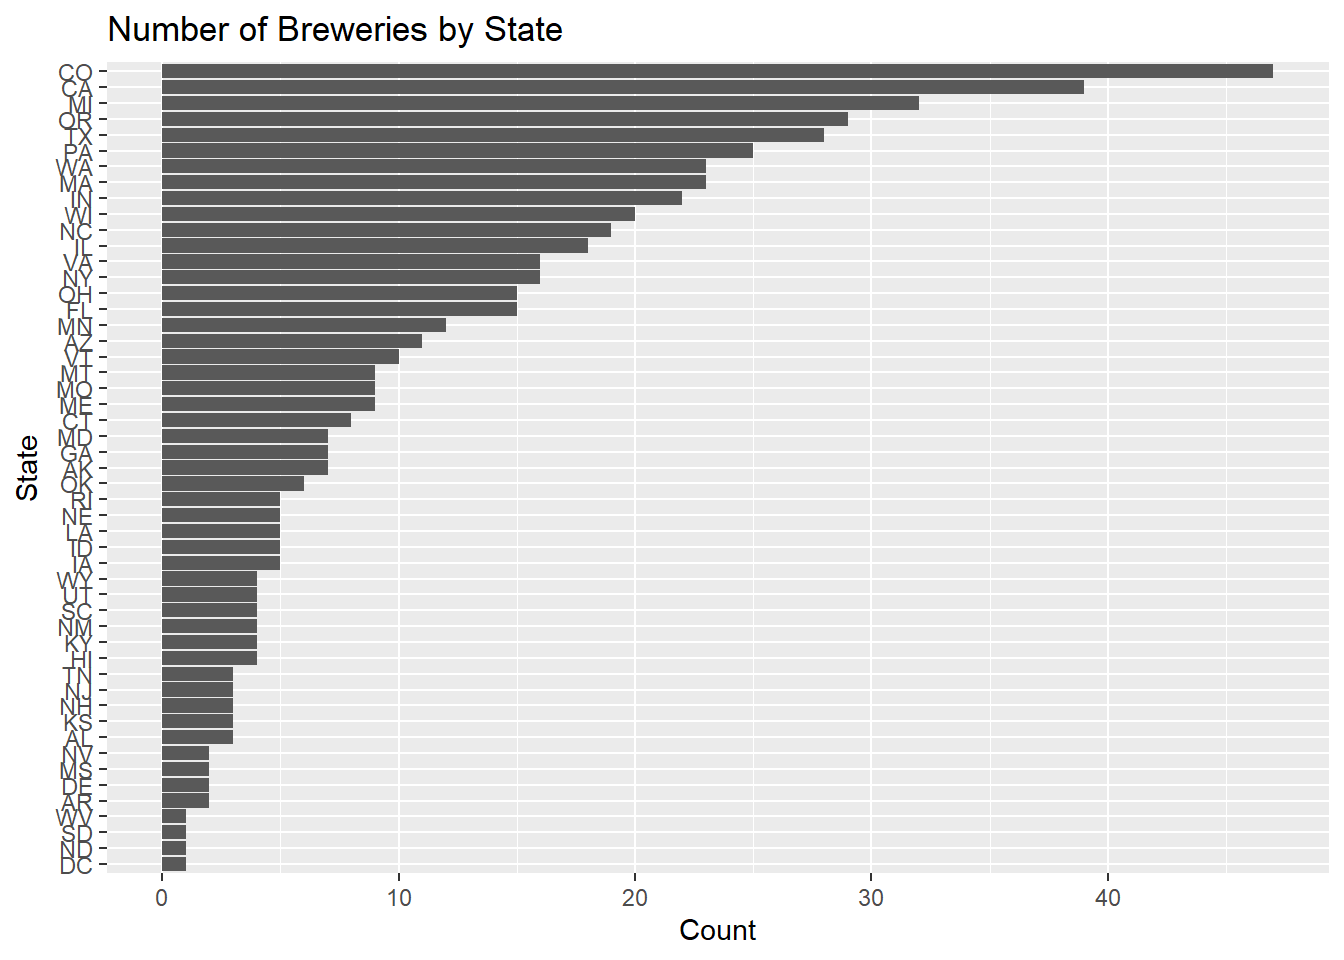 Number of Breweries by State
CO
CA
MI
OR
TX
PA
WA
MA
IN
WI
NC
IL
VA
NY
OH
FL
MN
AZ
VT
MT
MO
ME
CT
MD
GA
AK
OK
RI
NE
LA
ID
IA
WY
UT
SC
NM
KY
HI
TN
NJ
NH
KS
AL
NV
MS
DE
AR
WV
SD
ND
DC
State
0 10 20 30 40
Count